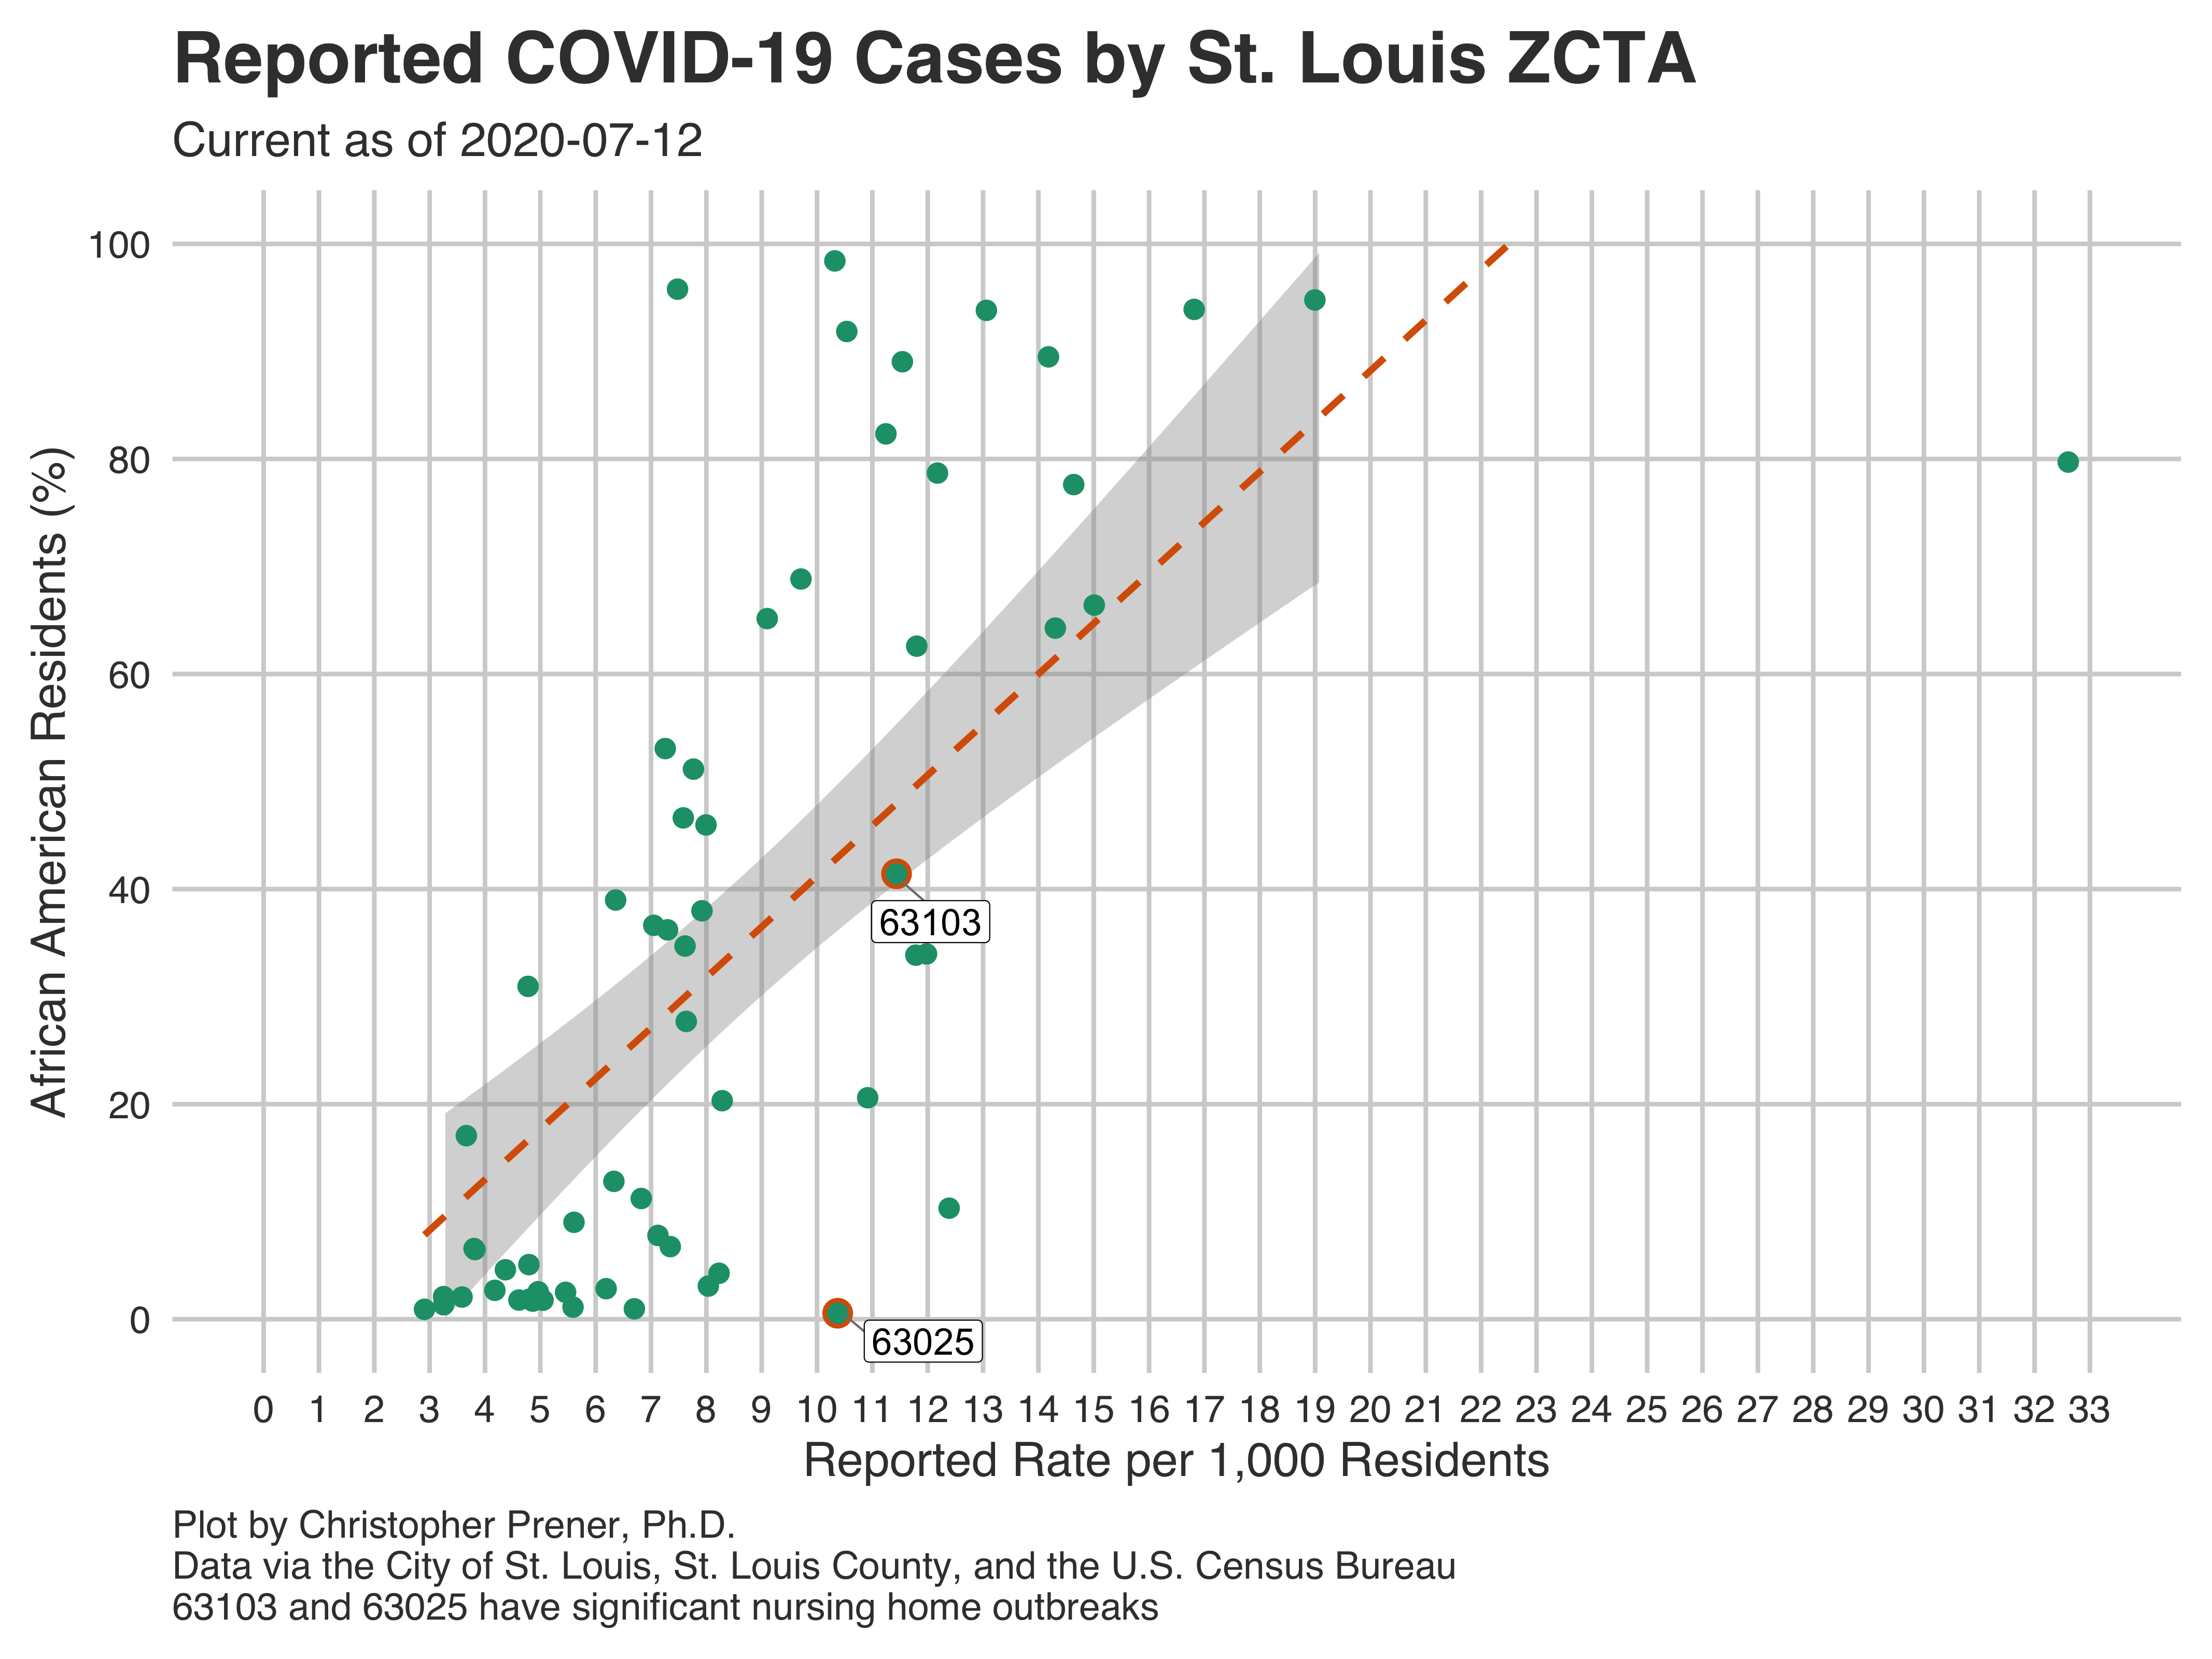 Reported COVID-19 Cases by St. Louis ZCTA
Current as of 2020-07-12
African American Residents (%)
100
80
60
40
20
0
63103
63025
0 1 2 3 4 5 6 7 8 9 10 11 12 13 14 15 16 17 18 19 20 21 22 23 24 25 26 27 28 29 30 31 32 33
Reported Rate per 1,000 Residents
Plot by Christopher Prener, Ph.D.
Data via the City of St. Louis, St. Louis County, and the U.S. Census Bureau
63103 and 63025 have significant nursing home outbreaks